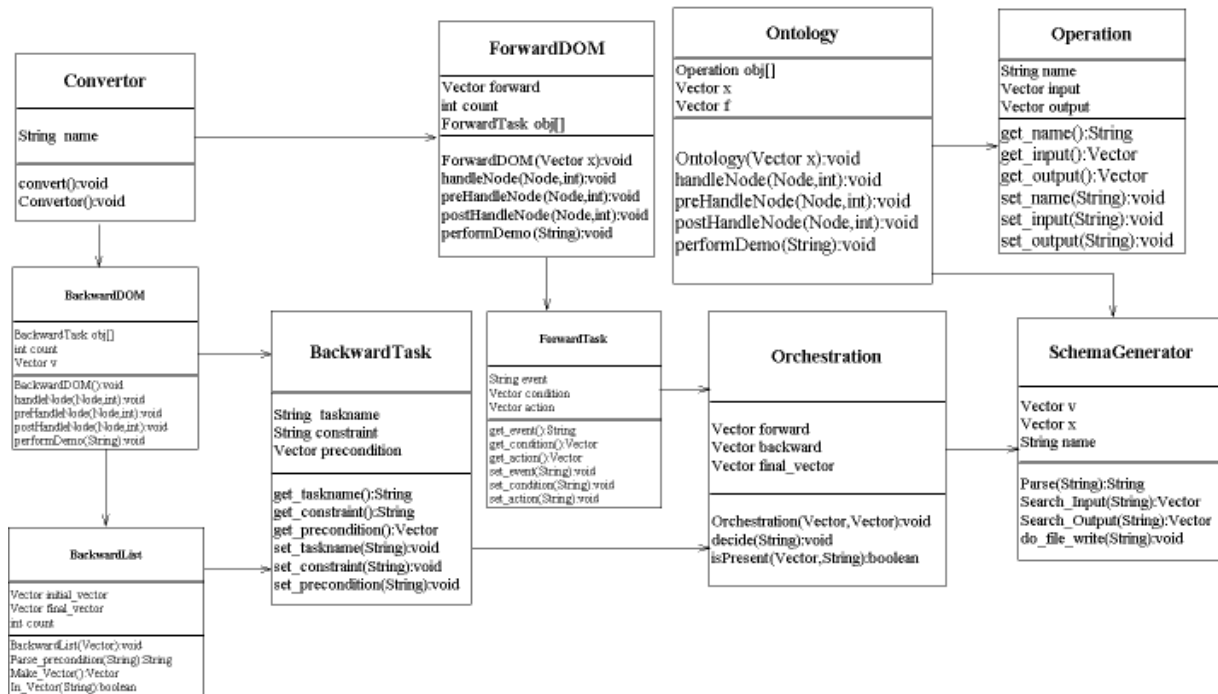 Convertor
String name
convert():void
Convertor():void
ForwardDOM
Vector forward
int count
ForwardTask obj[]
ForwardDOM(Vector x):void
handleNode(Node,int):void
preHandleNode(Node,int):void
postHandleNode(Node,int):void
performDemo(String):void
Ontology
Operation obj[]
Vector x
Vector f
Ontology(Vector x):void
handleNode(Node,int):void
preHandleNode(Node,int):void
postHandleNode(Node,int):void
performDemo(String):void
Operation
String name
Vector input
Vector output
get_name():String
get_input():Vector
get_output():Vector
set_name(String):void
set_input(String):void
set_output(String):void
BackwardDOM
BackwardTask obj[]
int count
Vector v
BackwardDOM():void
handleNode(Node,int):void
preHandleNode(Node,int):void
postHandleNode(Node,int):void
performDemo(String):void
BackwardTask
String taskname
String constraint
Vector precondition
get_taskname():String
get_constraint():String
get_precondition():Vector
set_taskname(String):void
set_constraint(String):void
set_precondition(String):void
ForwardTask
String event
Vector condition
Vector action
get_event():String
get_condition():Vector
get_action():Vector
set_event(String):void
set_condition(String):void
set_action(String):void
Orchestration
Vector forward
Vector backward
Vector final_vector
Orchestration(Vector,Vector):void
decide(String):void
isPresent(Vector,String):boolean
SchemaGenerator
Vector v
Vector x
String name
Parse(String):String
Search_Input(String):Vector
Search_Output(String):Vector
do_file_write(String):void
BackwardList
Vector initial_vector
Vector final_vector
int count
BackwardList(Vector):void
Parse_precondition(String):String
Make_Vector():Vector
In_Vector(String):boolean